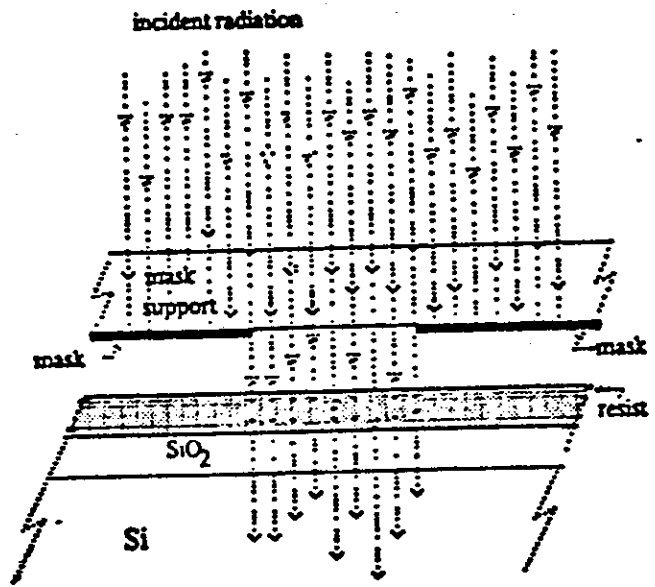 incident radiation
mask
support
mask
mask
resist
SiO2
Si